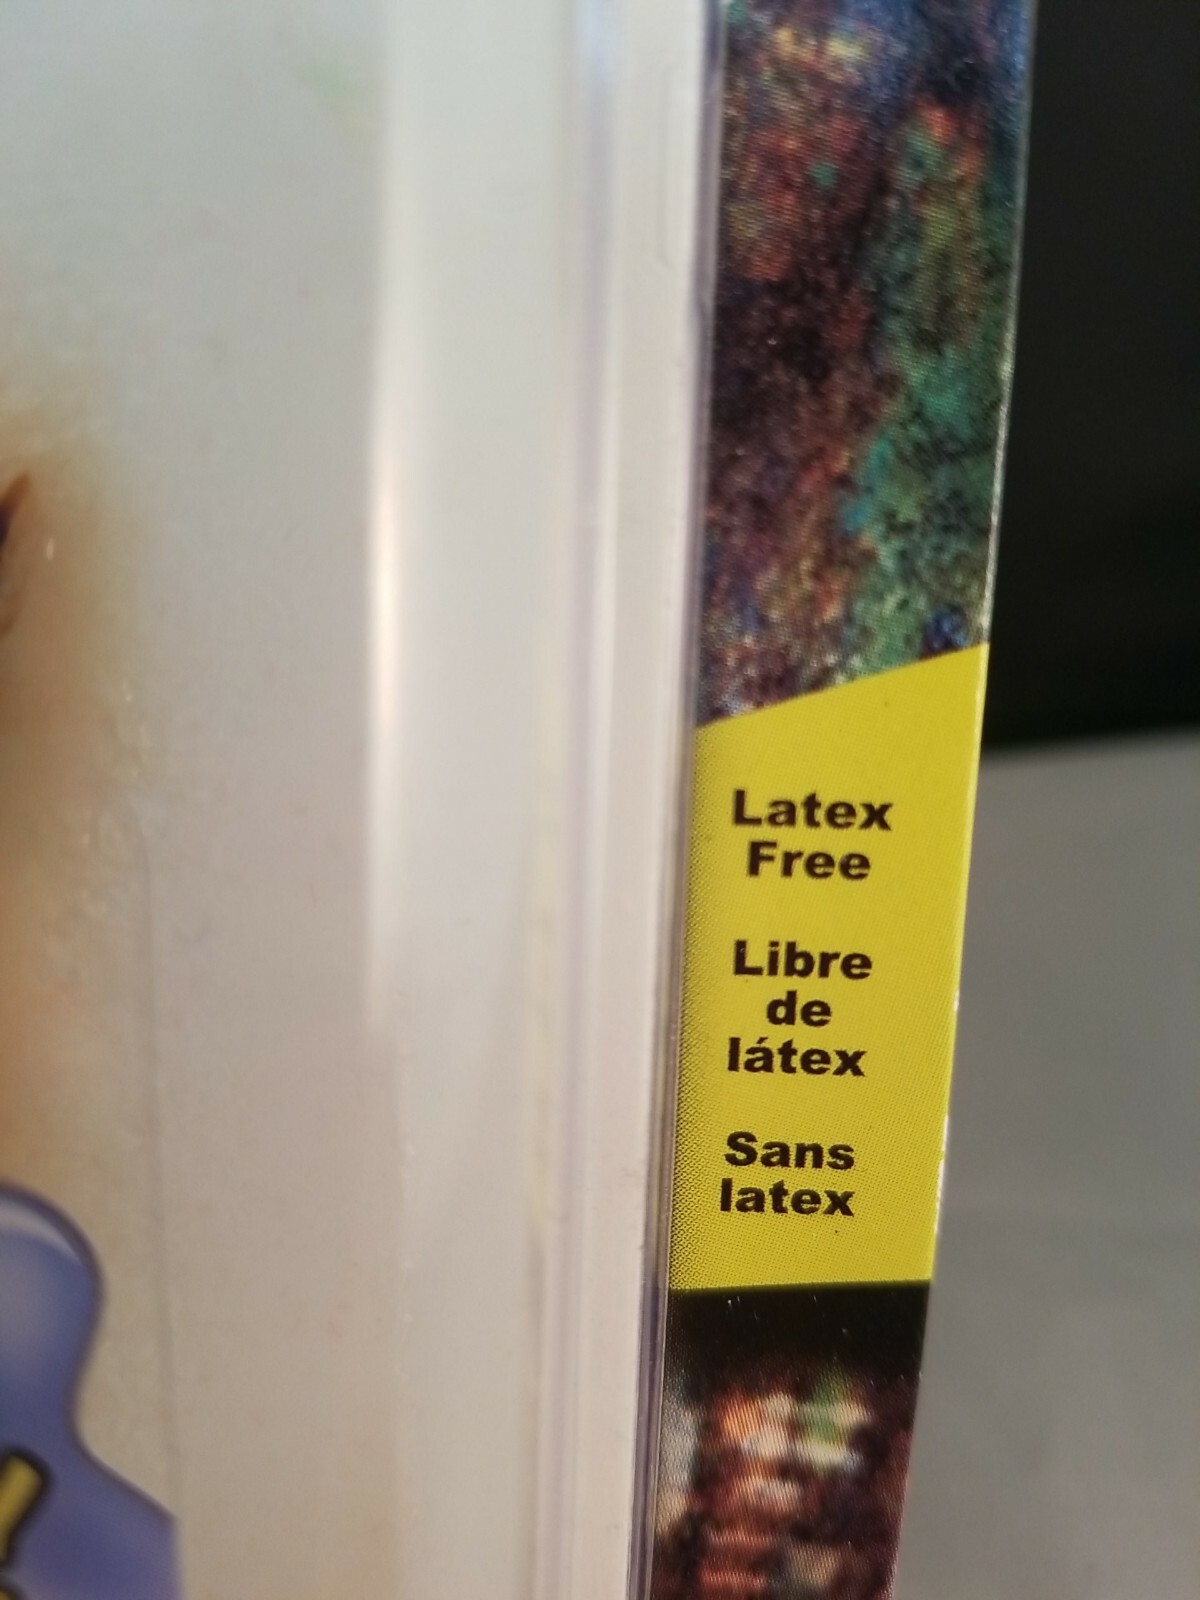 Latex
Free
Libre
de
látex
Sans
latex